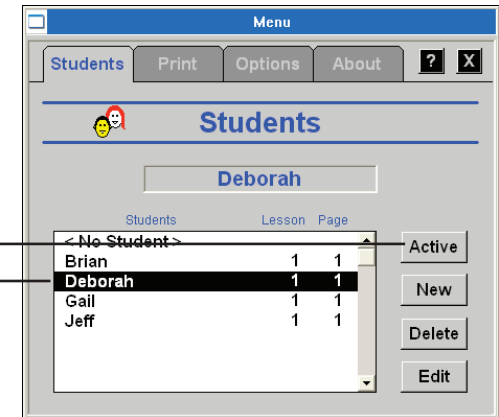 Menu
Students Print Options About ? X
Students
Deborah
Students Lesson Page
< No Student >
Brian 1 1
Deborah 1 1
Gail 1 1
Jeff 1 1
Active
New
Delete
Edit